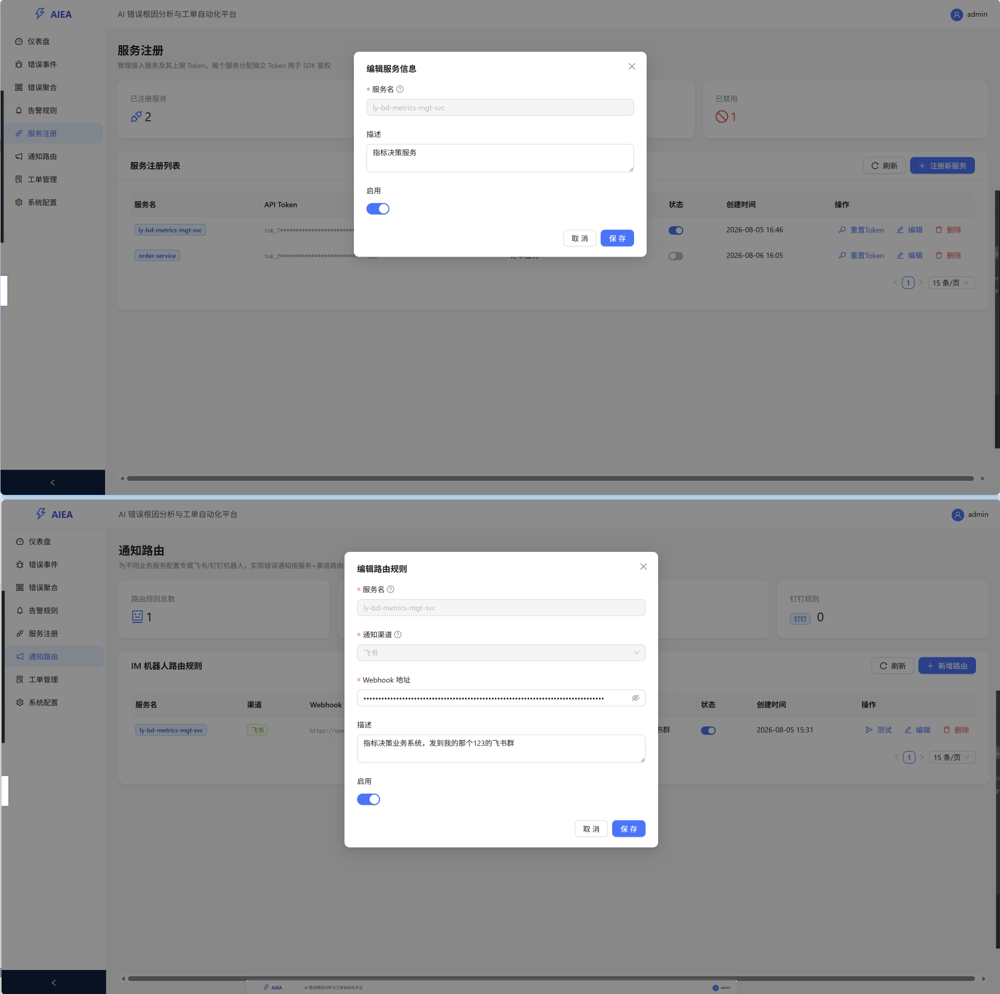 AIEA
AI 错误根因分析与工单自动化平台
admin
仪表盘
错误事件
错误聚合
告警规则
服务注册
通知路由
工单管理
系统配置
服务注册
管理接入服务及其上报 Token，每个服务分配独立 Token 用于 SDK 鉴权
已注册服务
2
已禁用
1
服务注册列表
刷新
注册新服务
服务名 API Token 状态 创建时间 操作
ly-bd-metrics-mgt-svc 2026-08-05 16:46 重置Token 编辑 删除
order-service 2026-08-06 16:05 重置Token 编辑 删除
1 15 条/页
编辑服务信息
* 服务名
ly-bd-metrics-mgt-svc
描述
指标决策服务
启用
取 消 保 存
AIEA
AI 错误根因分析与工单自动化平台
admin
仪表盘
错误事件
错误聚合
告警规则
服务注册
通知路由
工单管理
系统配置
通知路由
为不同业务服务配置专属飞书/钉钉机器人，实现错误通知按服务+渠道路由
路由规则总数
1
钉钉规则
钉钉 0
IM 机器人路由规则
刷新
新增路由
服务名 渠道 Webhook 状态 创建时间 操作
ly-bd-metrics-mgt-svc 飞书 https://ope 书群 2026-08-05 15:31 测试 编辑 删除
1 15 条/页
编辑路由规则
* 服务名
ly-bd-metrics-mgt-svc
* 通知渠道
飞书
* Webhook 地址
描述
指标决策业务系统，发到我的那个123的飞书群
启用
取 消 保 存
AIEA
AI 错误根因分析与工单自动化平台
admin